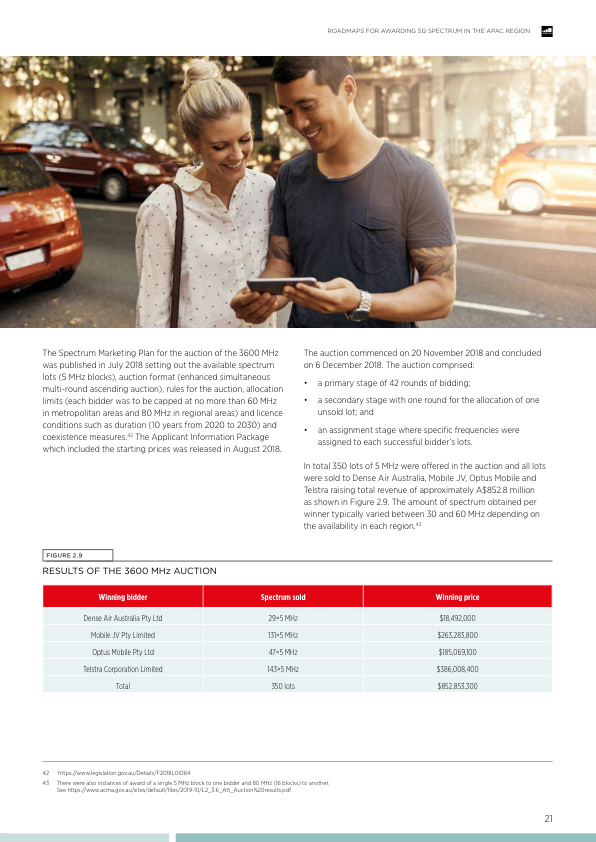 ROADMAPS FOR AWARDING 5G SPECTRUM IN THE APAC REGION
The Spectrum Marketing Plan for the auction of the 3600 MHz
was published in July 2018 setting out the available spectrum
lots (5 MHz blocks), auction format (enhanced simultaneous
multi-round ascending auction), rules for the auction, allocation
limits (each bidder was to be capped at no more than 60 MHz
in metropolitan areas and 80 MHz in regional areas) and licence
conditions such as duration (10 years from 2020 to 2030) and
coexistence measures.42 The Applicant Information Package
which included the starting prices was released in August 2018.
The auction commenced on 20 November 2018 and concluded
on 6 December 2018. The auction comprised:
• a primary stage of 42 rounds of bidding;
• a secondary stage with one round for the allocation of one
unsold lot; and
• an assignment stage where specific frequencies were
assigned to each successful bidder's lots.
In total 350 lots of 5 MHz were offered in the auction and all lots
were sold to Dense Air Australia, Mobile JV, Optus Mobile and
Telstra raising total revenue of approximately A$852.8 million
as shown in Figure 2.9. The amount of spectrum obtained per
winner typically varied between 30 and 60 MHz depending on
the availability in each region.43
FIGURE 2.9
RESULTS OF THE 3600 MHz AUCTION
Winning bidder Spectrum sold Winning price
Dense Air Australia Pty Ltd 29×5 MHz $18,492,000
Mobile JV Pty Limited 131×5 MHz $263,283,800
Optus Mobile Pty Ltd 47×5 MHz $185,069,100
Telstra Corporation Limited 143×5 MHz $386,008,400
Total 350 lots $852,853,300
42 https://www.legislation.gov.au/Details/F2018L01064
43 There were also instances of award of a single 5 MHz block to one bidder and 80 MHz (16 blocks) to another.
See https://www.acma.gov.au/sites/default/files/2019-10/L2_3.6_Att_Auction%20results.pdf
21